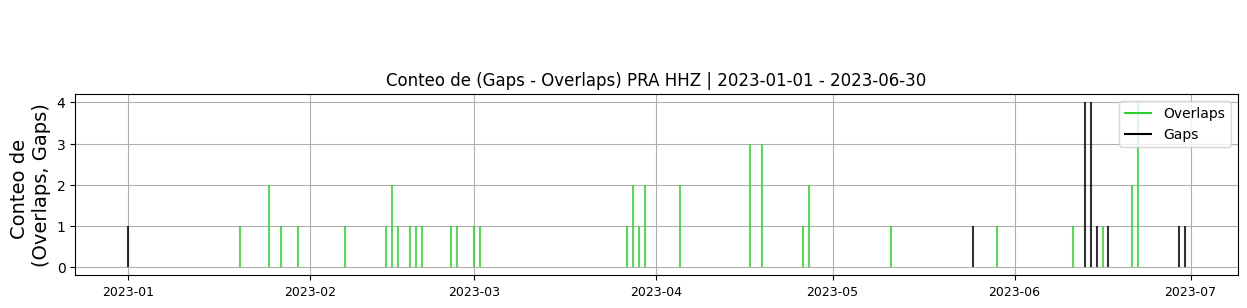 Conteo de (Gaps - Overlaps) PRA HHZ | 2023-01-01 - 2023-06-30
Conteo de
(Overlaps, Gaps)
4
3
2
1
0
Overlaps
Gaps
2023-01
2023-02
2023-03
2023-04
2023-05
2023-06
2023-07